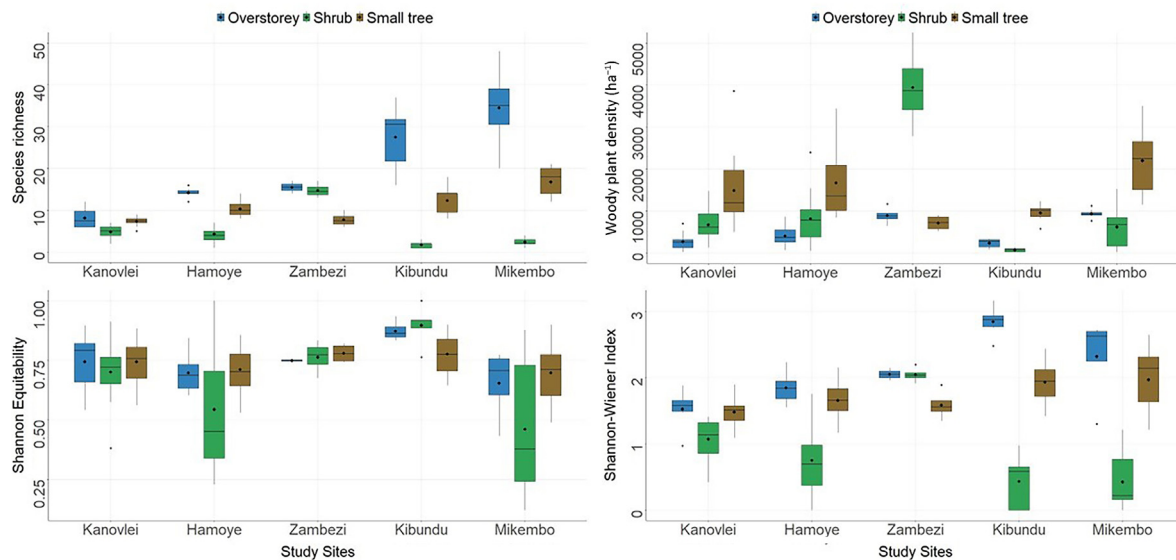 Overstorey Shrub Small tree
Species richness
50
40
30
20
10
0
Kanovlei Hamoye Zambezi Kibundu Mikembo
Overstorey Shrub Small tree
Woody plant density (ha⁻¹)
5000
4000
3000
2000
1000
0
Kanovlei Hamoye Zambezi Kibundu Mikembo
Shannon Equitability
1.00
0.75
0.50
0.25
Kanovlei Hamoye Zambezi Kibundu Mikembo
Study Sites
Shannon-Wiener Index
3
2
1
0
Kanovlei Hamoye Zambezi Kibundu Mikembo
Study Sites